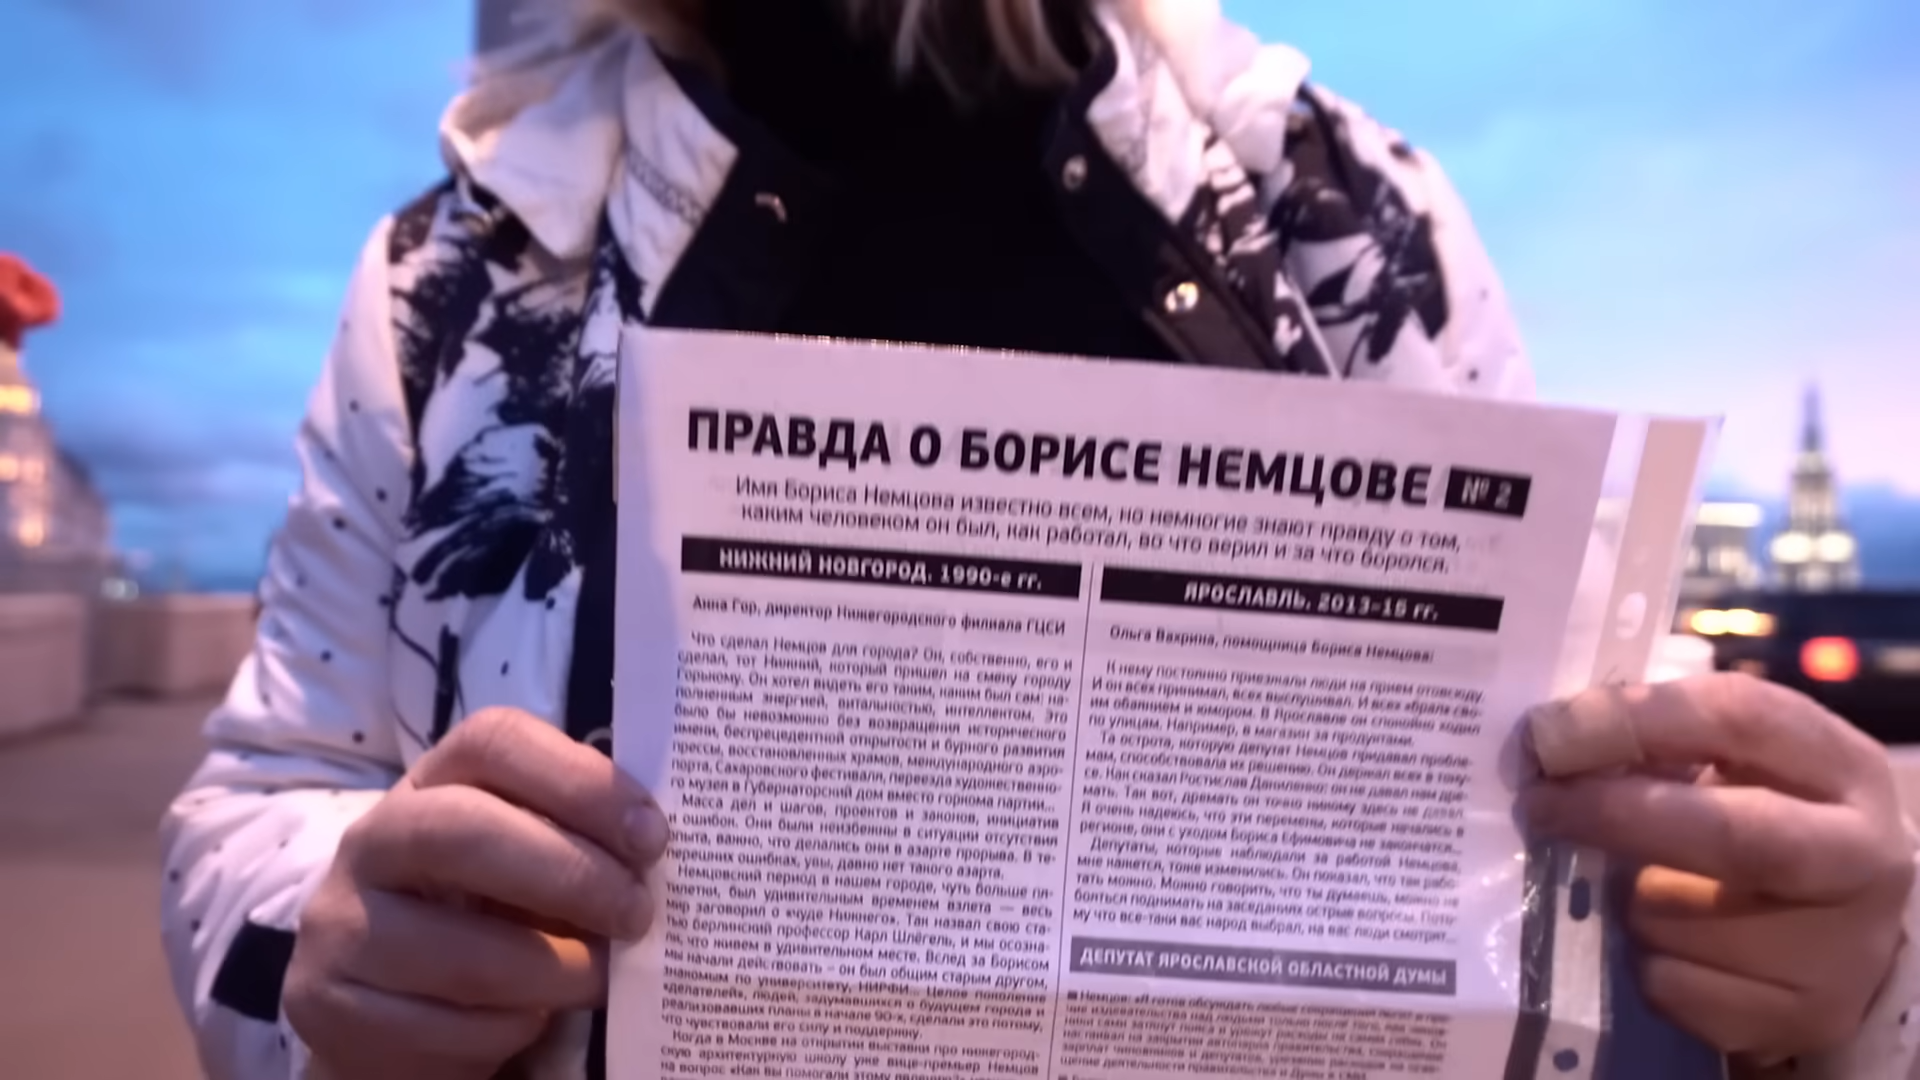 ПРАВДА О БОРИСЕ НЕМЦОВЕ № 2
Имя Бориса Немцова известно всем, но немногие знают правду о том,
каким человеком он был, как работал, во что верил и за что боролся.
НИЖНИЙ НОВГОРОД. 1990-е гг.
Анна Гор, директор Нижегородского филиала ГЦСИ
Что сделал Немцов для города? Он, собственно, его и
сделал, тот Нижний, который пришел на смену городу
Горькому. Он хотел видеть его таким, каким был сам: на-
полненным энергией, витальностью, интеллектом. Это
было бы невозможно без возвращения исторического
имени, беспрецедентной открытости и бурного развития
прессы, восстановленных храмов, международного аэро-
порта, Сахаровского фестиваля, переезда художественно-
го музея в Губернаторский дом вместо горкома партии...
Масса дел и шагов, проектов и законов, инициатив
и ошибок. Они были неизбежны в ситуации отсутствия
опыта, важно, что делались они в азарте прорыва. В те-
перешних ошибках, увы, давно нет такого азарта.
Немцовский период в нашем городе, чуть больше пя-
тилетки, был удивительным временем взлета — весь
мир заговорил о «чуде Нижнего». Так назвал свою ста-
тью берлинский профессор Карл Шлёгель, и мы осозна-
ли, что живем в удивительном месте. Вслед за Борисом
мы начали действовать – он был общим старым другом,
знакомым по университету, НИРФИ... Целое поколение
«делателей», людей, задумавшихся о будущем города и
реализовавших планы в начале 90-х, сделали это потому,
что чувствовали его силу и поддержку.
Когда в Москве на открытии выставки про нижегород-
скую архитектурную школу уже вице-премьер Немцов
на вопрос «Как вы помогали этому явлению?»
ЯРОСЛАВЛЬ. 2013-15 гг.
Ольга Вахрина, помощница Бориса Немцова:
К нему постоянно приезжали люди на прием отовсюду.
И он всех принимал, всех выслушивал. И всех «брал» сво-
им обаянием и юмором. В Ярославле он спокойно ходил
по улицам. Например, в магазин за продуктами.
Та острота, которую депутат Немцов придавал пробле-
мам, способствовала их решению. Он держал всех в тону-
се. Как сказал Ростислав Даниленко: он не давал нам дре-
мать. Так вот, дремать он точно никому здесь не давал.
Я очень надеюсь, что эти перемены, которые начались в
регионе, они с уходом Бориса Ефимовича не закончатся...
Депутаты, которые наблюдали за работой Немцова,
мне кажется, тоже изменились. Он показал, что так рабо-
тать можно. Можно говорить, что ты думаешь, можно не
бояться поднимать на заседаниях острые вопросы. Пото-
му что все-таки вас народ выбрал, на вас люди смотрят...
ДЕПУТАТ ЯРОСЛАВСКОЙ ОБЛАСТНОЙ ДУМЫ
Немцов: «Я готов обсуждать любые сокращения